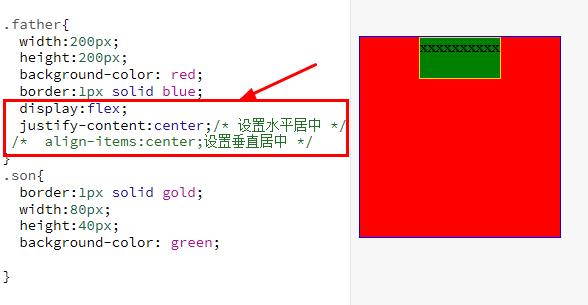 .father{
width:200px;
height:200px;
background-color: red;
border:1px solid blue;
display:flex;
justify-content:center;/* 设置水平居中 */
/*  align-items:center;设置垂直居中 */
}
.son{
border:1px solid gold;
width:80px;
height:40px;
background-color: green;
}
xxxxxxxxxx